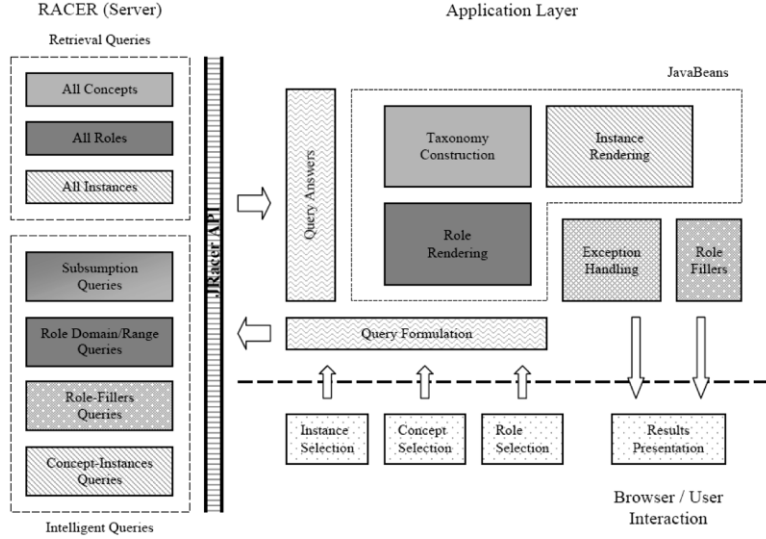 RACER (Server)
Application Layer
Retrieval Queries
JavaBeans
All Concepts
All Roles
All Instances
JRacer API
Query Answers
Taxonomy
Construction
Instance
Rendering
Role
Rendering
Exception
Handling
Role
Fillers
Subsumption
Queries
Role Domain/Range
Queries
Role-Fillers
Queries
Concept-Instances
Queries
Query Formulation
Instance
Selection
Concept
Selection
Role
Selection
Results
Presentation
Browser / User
Interaction
Intelligent Queries